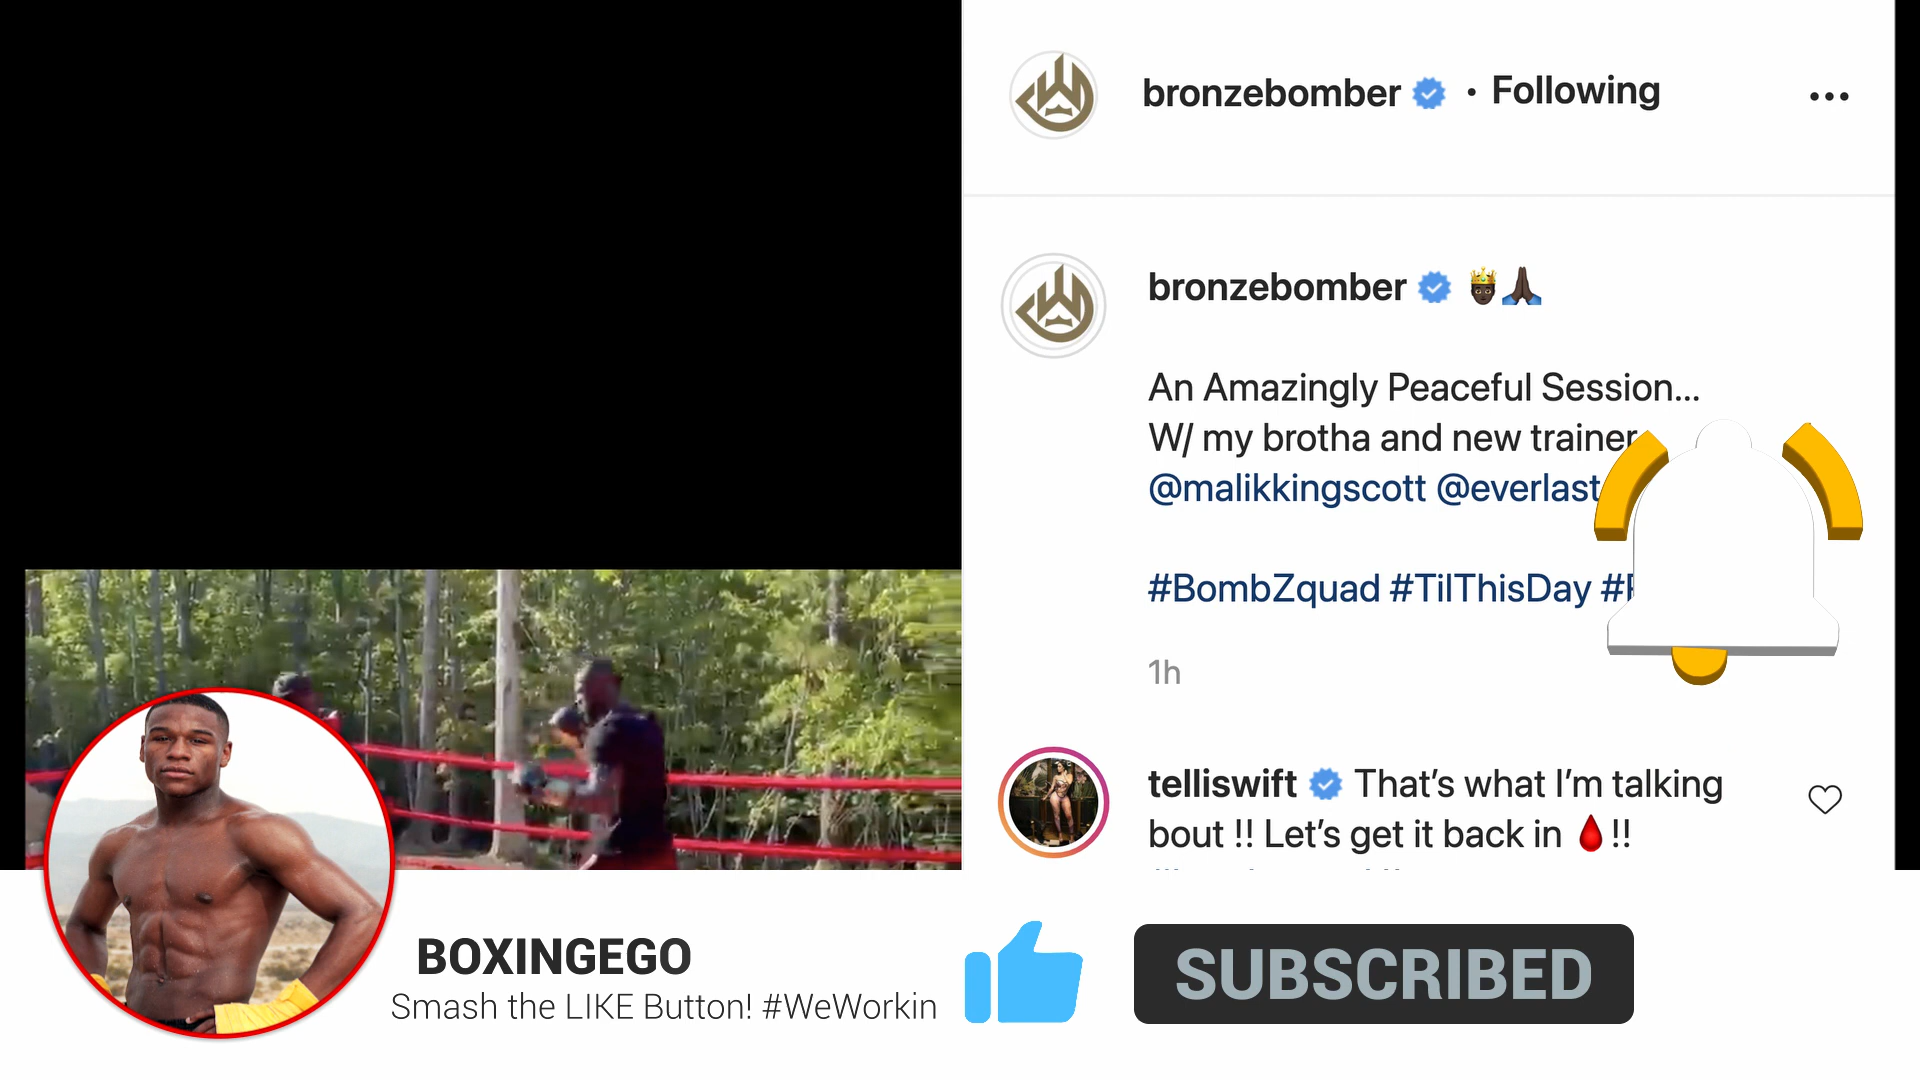 bronzebomber • Following
bronzebomber
An Amazingly Peaceful Session...
W/ my brotha and new trainer
@malikkingscott @everlast
#BombZquad #TilThisDay
1h
telliswift That's what I'm talking
bout !! Let's get it back in 🩸!!
BOXINGEGO
Smash the LIKE Button! #WeWorkin
SUBSCRIBED